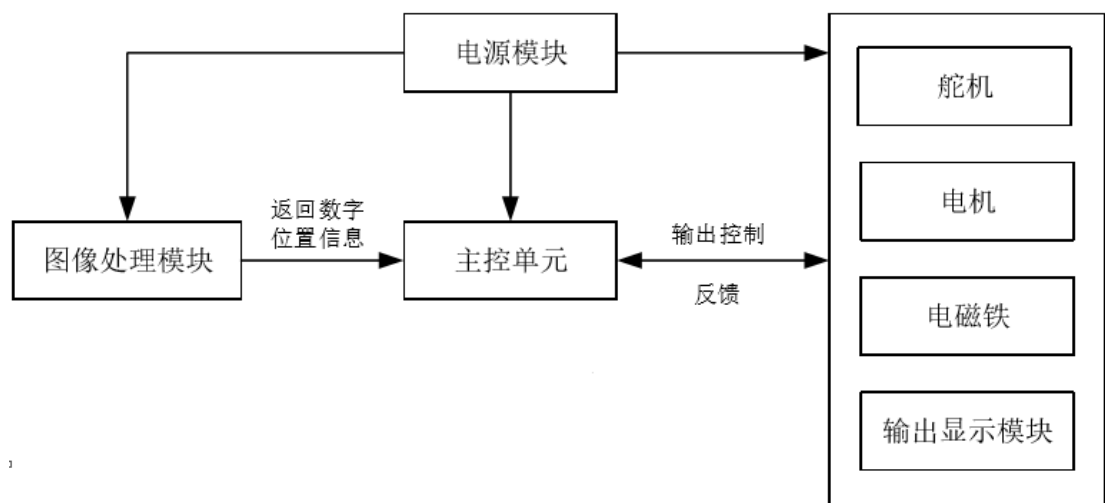 电源模块
舵机
电机
返回数字
位置信息
图像处理模块
主控单元
输出控制
反馈
电磁铁
输出显示模块